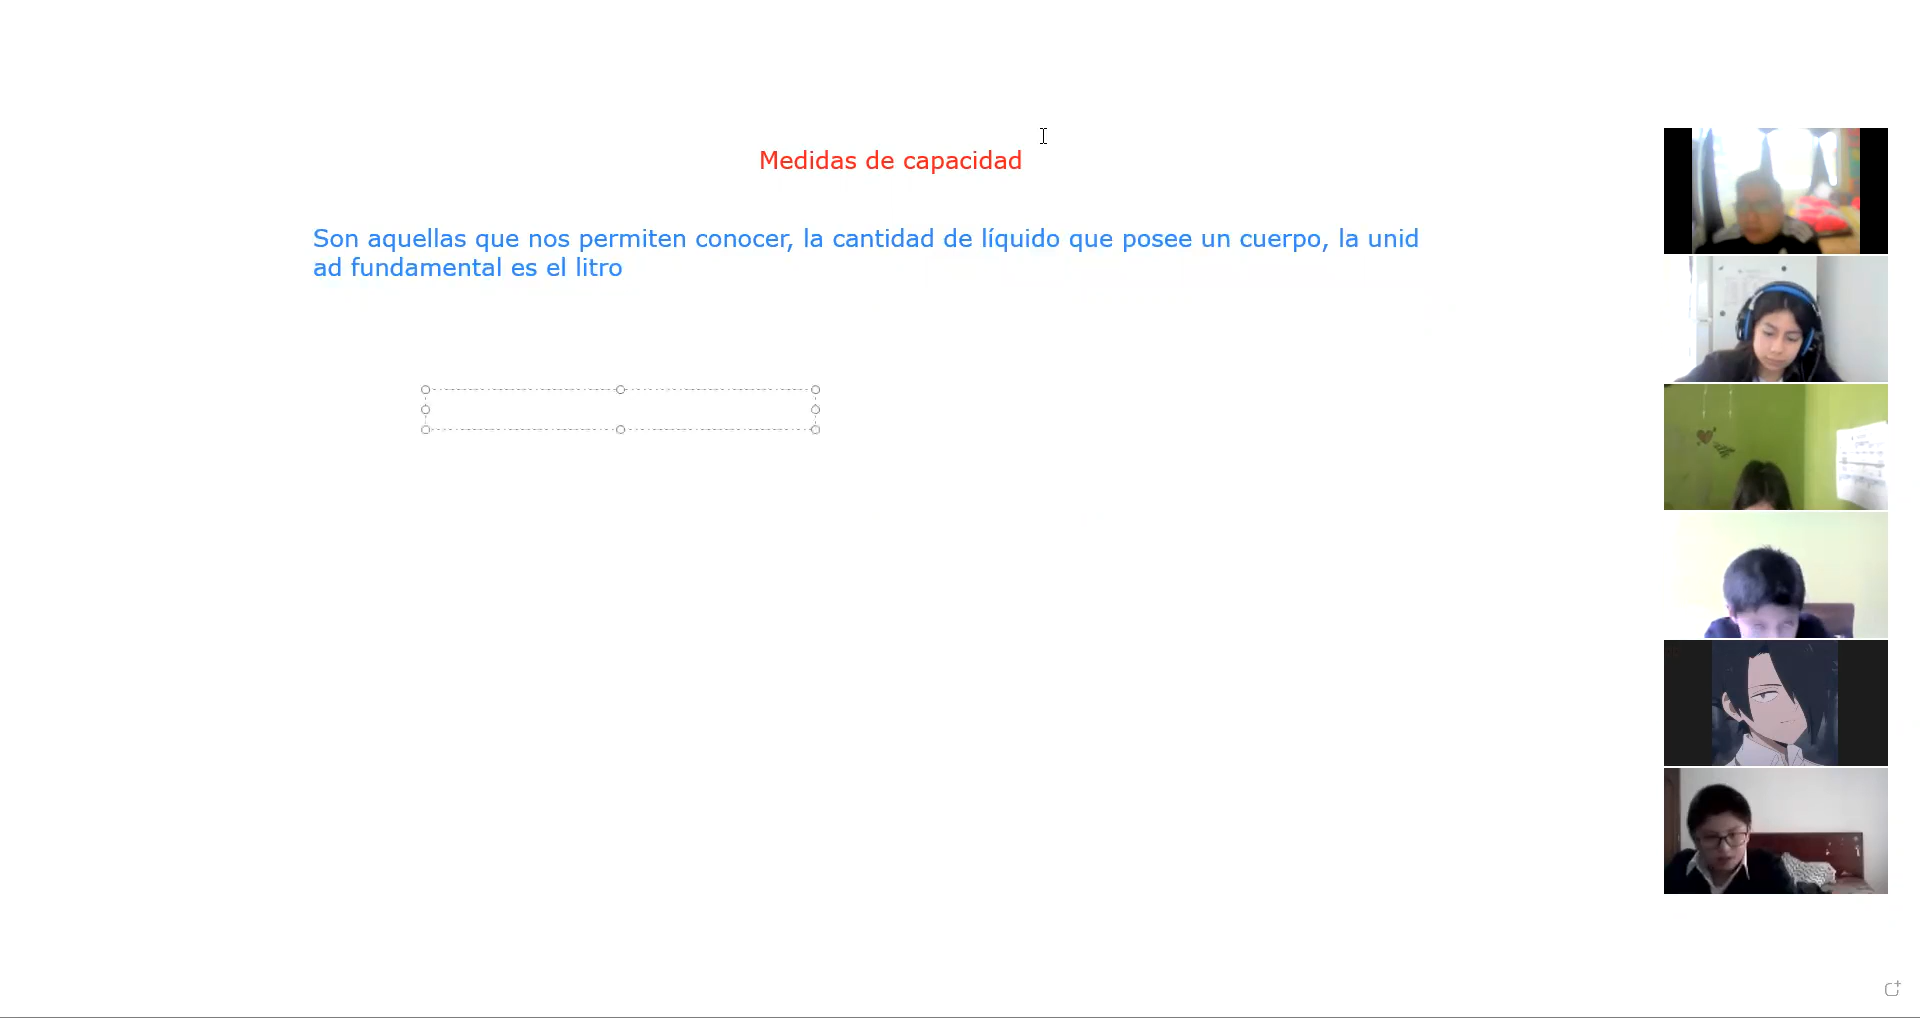 Medidas de capacidad
Son aquellas que nos permiten conocer, la cantidad de líquido que posee un cuerpo, la unid
ad fundamental es el litro